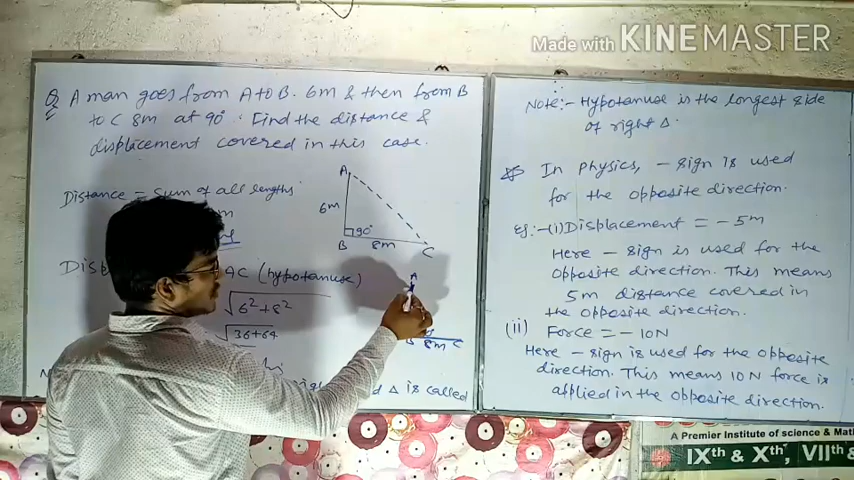 Made with KINEMASTER
Q A man goes from A to B. 6m & then from B
to C 8m at 90°. Find the distance &
displacement covered in this case.
Distance = Sum of all lengths
m
A
6m
90°
B
8m
C
AC (hypotanuse)
√6²+8²
√36+64
A
B
8m
C
Δ is called
Note:- Hypotanuse is the longest side
of right Δ.
In physics, - sign is used
for the opposite direction.
eg:- (i) Displacement = - 5m
Here - sign is used for the
opposite direction. This means
5m distance covered in
the opposite direction.
(ii) Force = - 10N
Here - sign is used for the opposite
direction. This means 10N force is
applied in the opposite direction.
A Premier Institute of science &
IXth & Xth, VIIth &